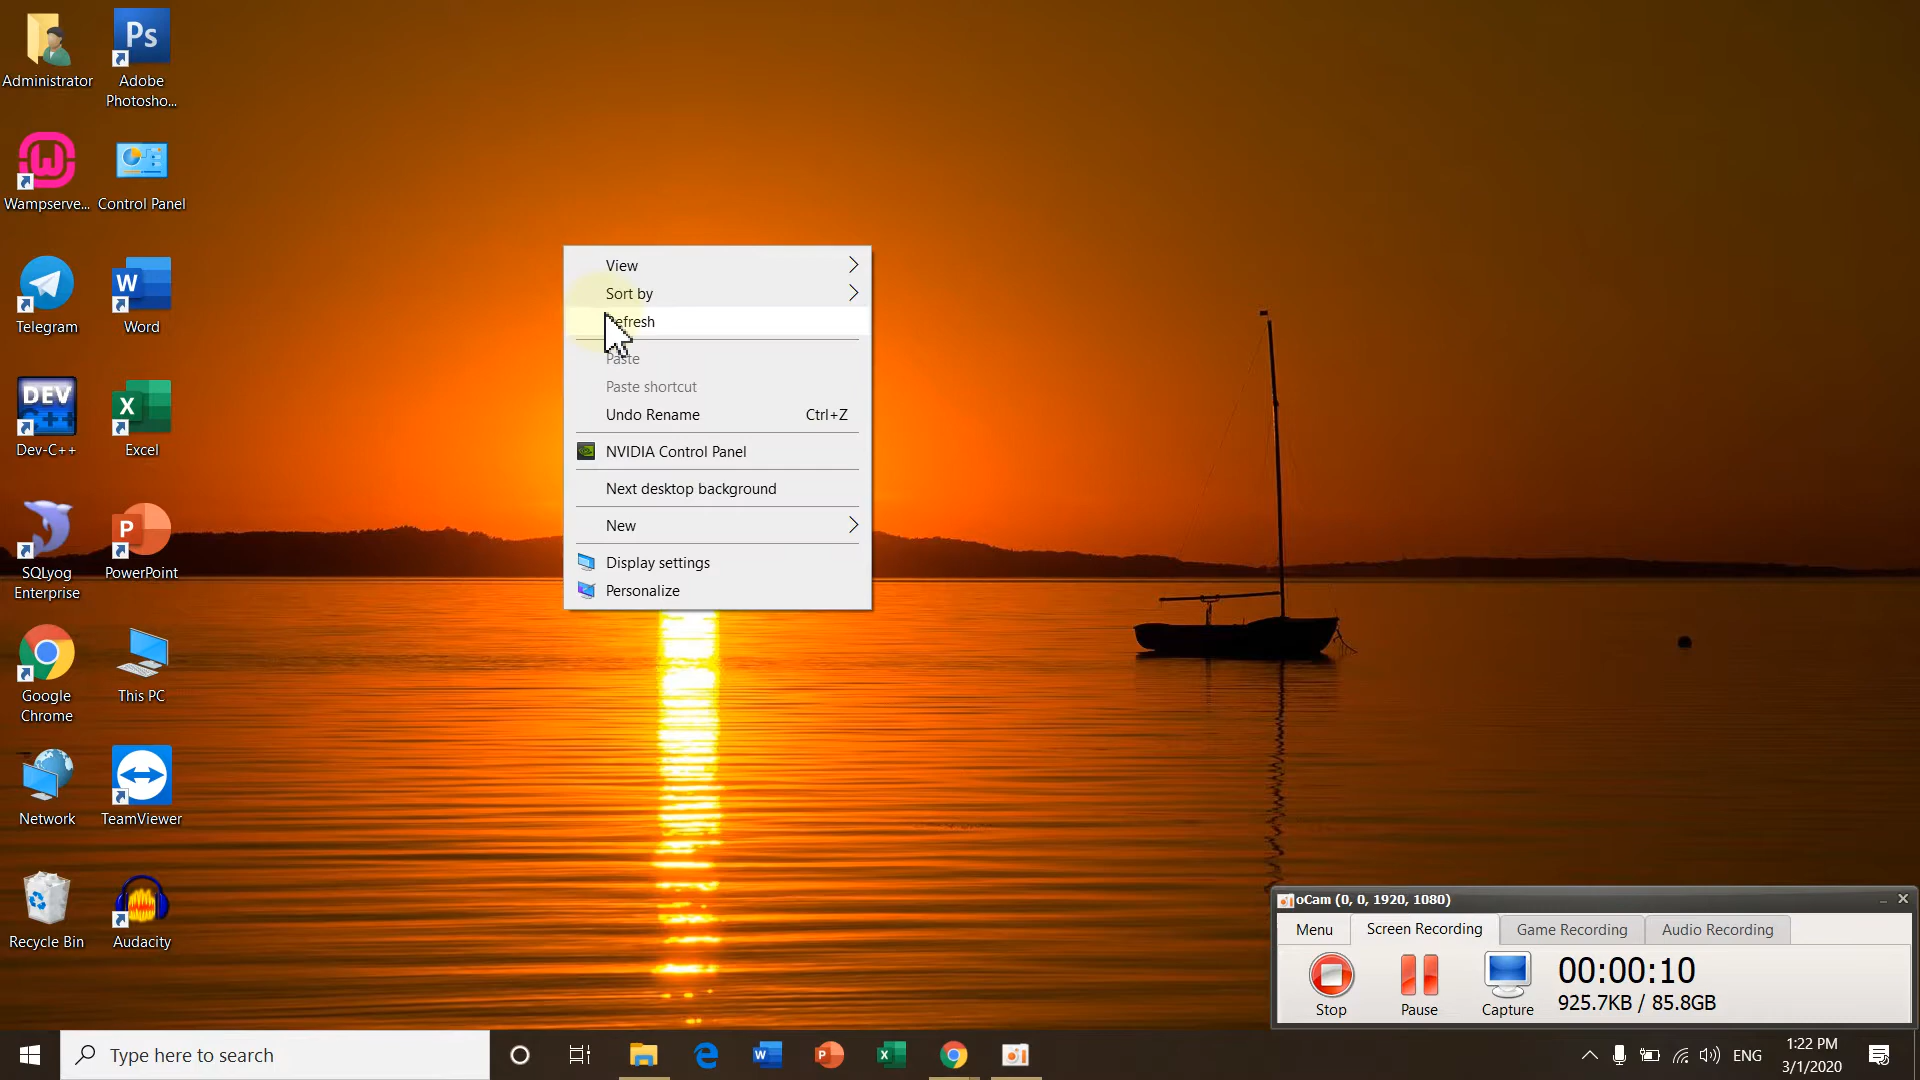 Administrator
Adobe
Photosho...
Wampserve...
Control Panel
Telegram
Word
Dev-C++
Excel
SQLyog
Enterprise
PowerPoint
Google
Chrome
This PC
Network
TeamViewer
Recycle Bin
Audacity
View
Sort by
efresh
Paste
Paste shortcut
Undo Rename Ctrl+Z
NVIDIA Control Panel
Next desktop background
New
Display settings
Personalize
oCam (0, 0, 1920, 1080)
Menu Screen Recording Game Recording Audio Recording
00:00:10
925.7KB / 85.8GB
Stop Pause Capture
Type here to search
ENG
1:22 PM
3/1/2020